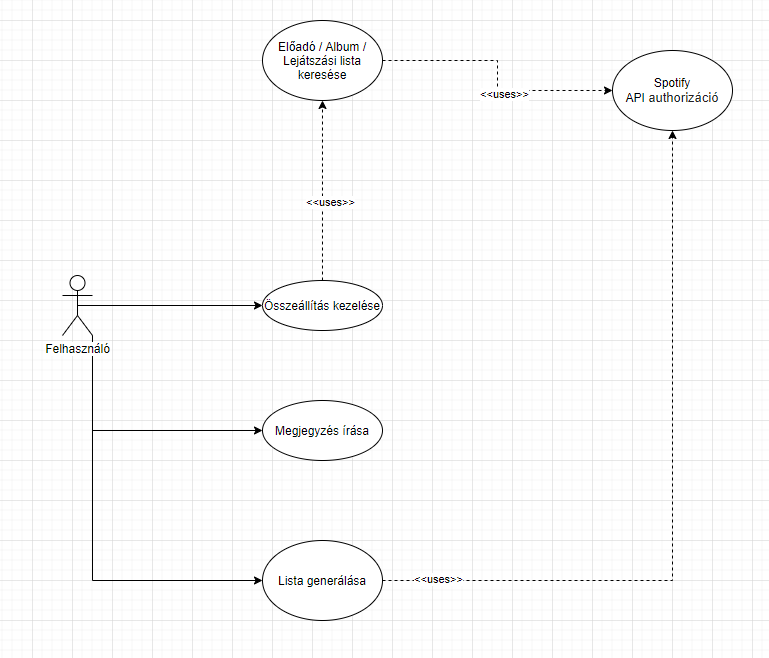 Előadó / Album /
Lejátszási lista
keresése
Spotify
API authorizáció
<<uses>>
<<uses>>
Összeállítás kezelése
Felhasználó
Megjegyzés írása
Lista generálása
<<uses>>